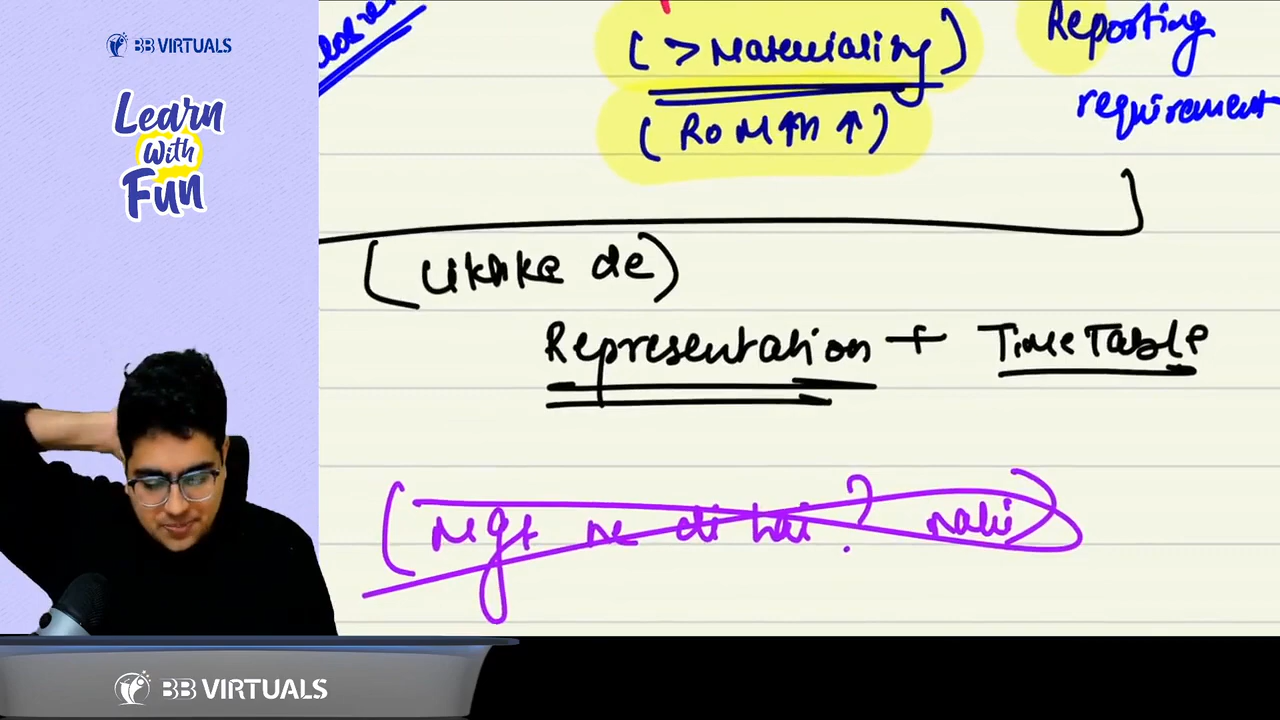 BB VIRTUALS
Learn
With
Fun
(> Materiality)
(RoMM ↑)
Reporting
requirement
(Likhke de)
Representation + TimeTable
(Mgt ne di hai? nahi)
BB VIRTUALS